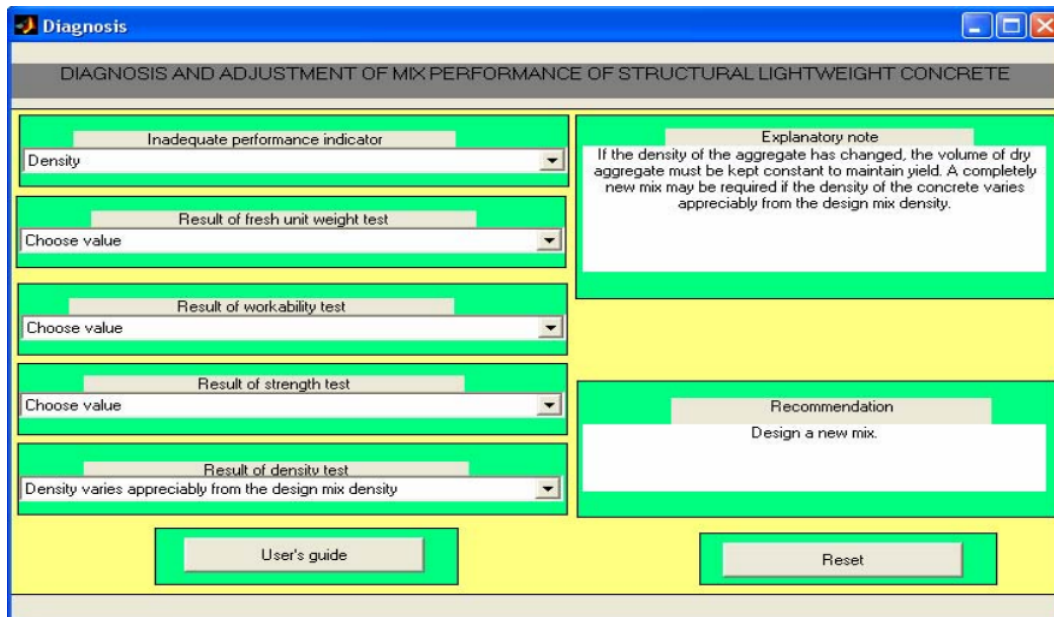 Diagnosis
DIAGNOSIS AND ADJUSTMENT OF MIX PERFORMANCE OF STRUCTURAL LIGHTWEIGHT CONCRETE
Inadequate performance indicator
Density
Result of fresh unit weight test
Choose value
Result of workability test
Choose value
Result of strength test
Choose value
Result of density test
Density varies appreciably from the design mix density
User's guide
Explanatory note
If the density of the aggregate has changed, the volume of dry
aggregate must be kept constant to maintain yield. A completely
new mix may be required if the density of the concrete varies
appreciably from the design mix density.
Recommendation
Design a new mix.
Reset